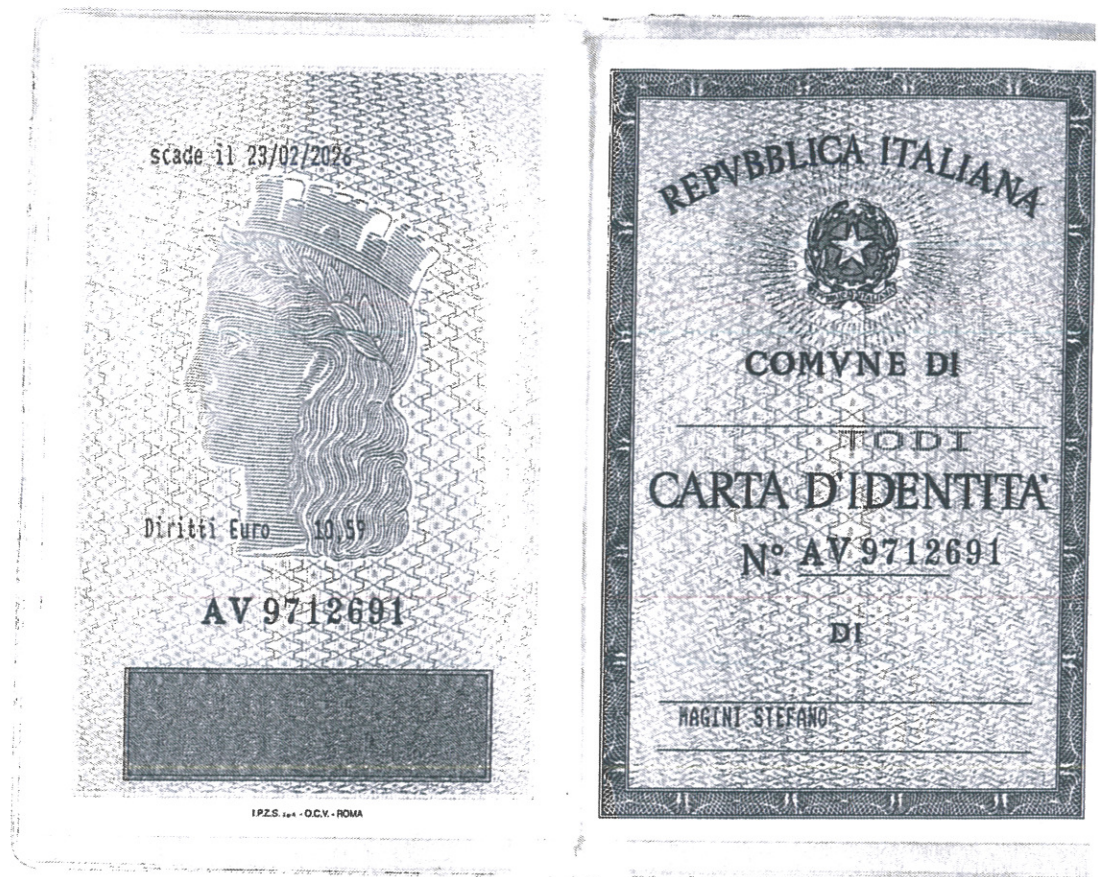 scade il 23/02/2026
Diritti Euro 10,59
AV 9712691
I.P.Z.S. S.p.A. - O.C.V. - ROMA
REPVBBLICA ITALIANA
COMVNE DI
TODI
CARTA D'IDENTITA'
N° AV 9712691
DI
MAGINI STEFANO